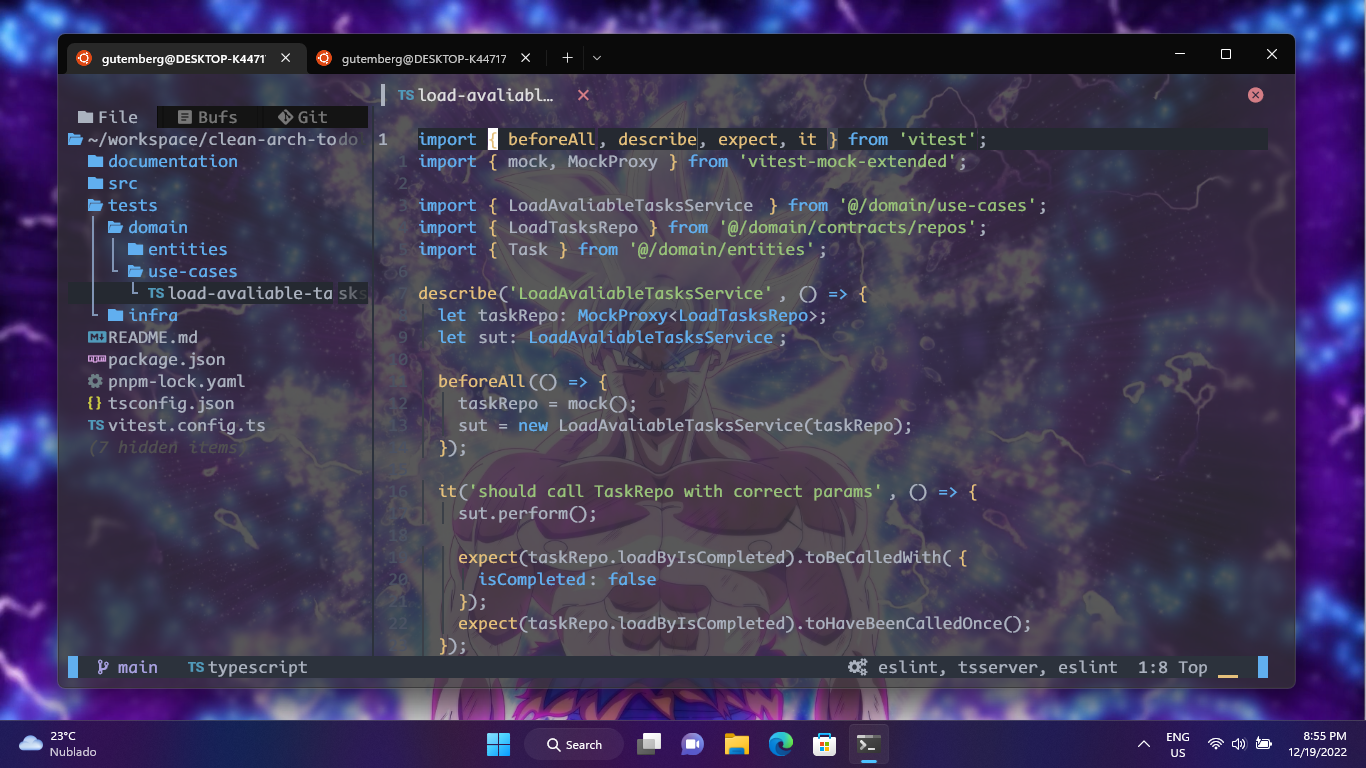 gutemberg@DESKTOP-K4471
gutemberg@DESKTOP-K44717
TS load-avaliabl…
File Bufs Git
~/workspace/clean-arch-todo
documentation
src
tests
domain
entities
use-cases
TS load-avaliable-tasks
infra
README.md
package.json
pnpm-lock.yaml
{} tsconfig.json
TS vitest.config.ts
(7 hidden items)
1 import { beforeAll, describe, expect, it } from 'vitest';
1 import { mock, MockProxy } from 'vitest-mock-extended';
2
3 import { LoadAvaliableTasksService } from '@/domain/use-cases';
4 import { LoadTasksRepo } from '@/domain/contracts/repos';
5 import { Task } from '@/domain/entities';
6
7 describe('LoadAvaliableTasksService', () => {
8 let taskRepo: MockProxy<LoadTasksRepo>;
9 let sut: LoadAvaliableTasksService;
10
beforeAll(() => {
12 taskRepo = mock();
13 sut = new LoadAvaliableTasksService(taskRepo);
});
16 it('should call TaskRepo with correct params', () => {
sut.perform();
18
expect(taskRepo.loadByIsCompleted).toBeCalledWith({
20 isCompleted: false
});
22 expect(taskRepo.loadByIsCompleted).toHaveBeenCalledOnce();
});
main TS typescript eslint, tsserver, eslint 1:8 Top
23°C
Nublado
Search
ENG
US
8:55 PM
12/19/2022